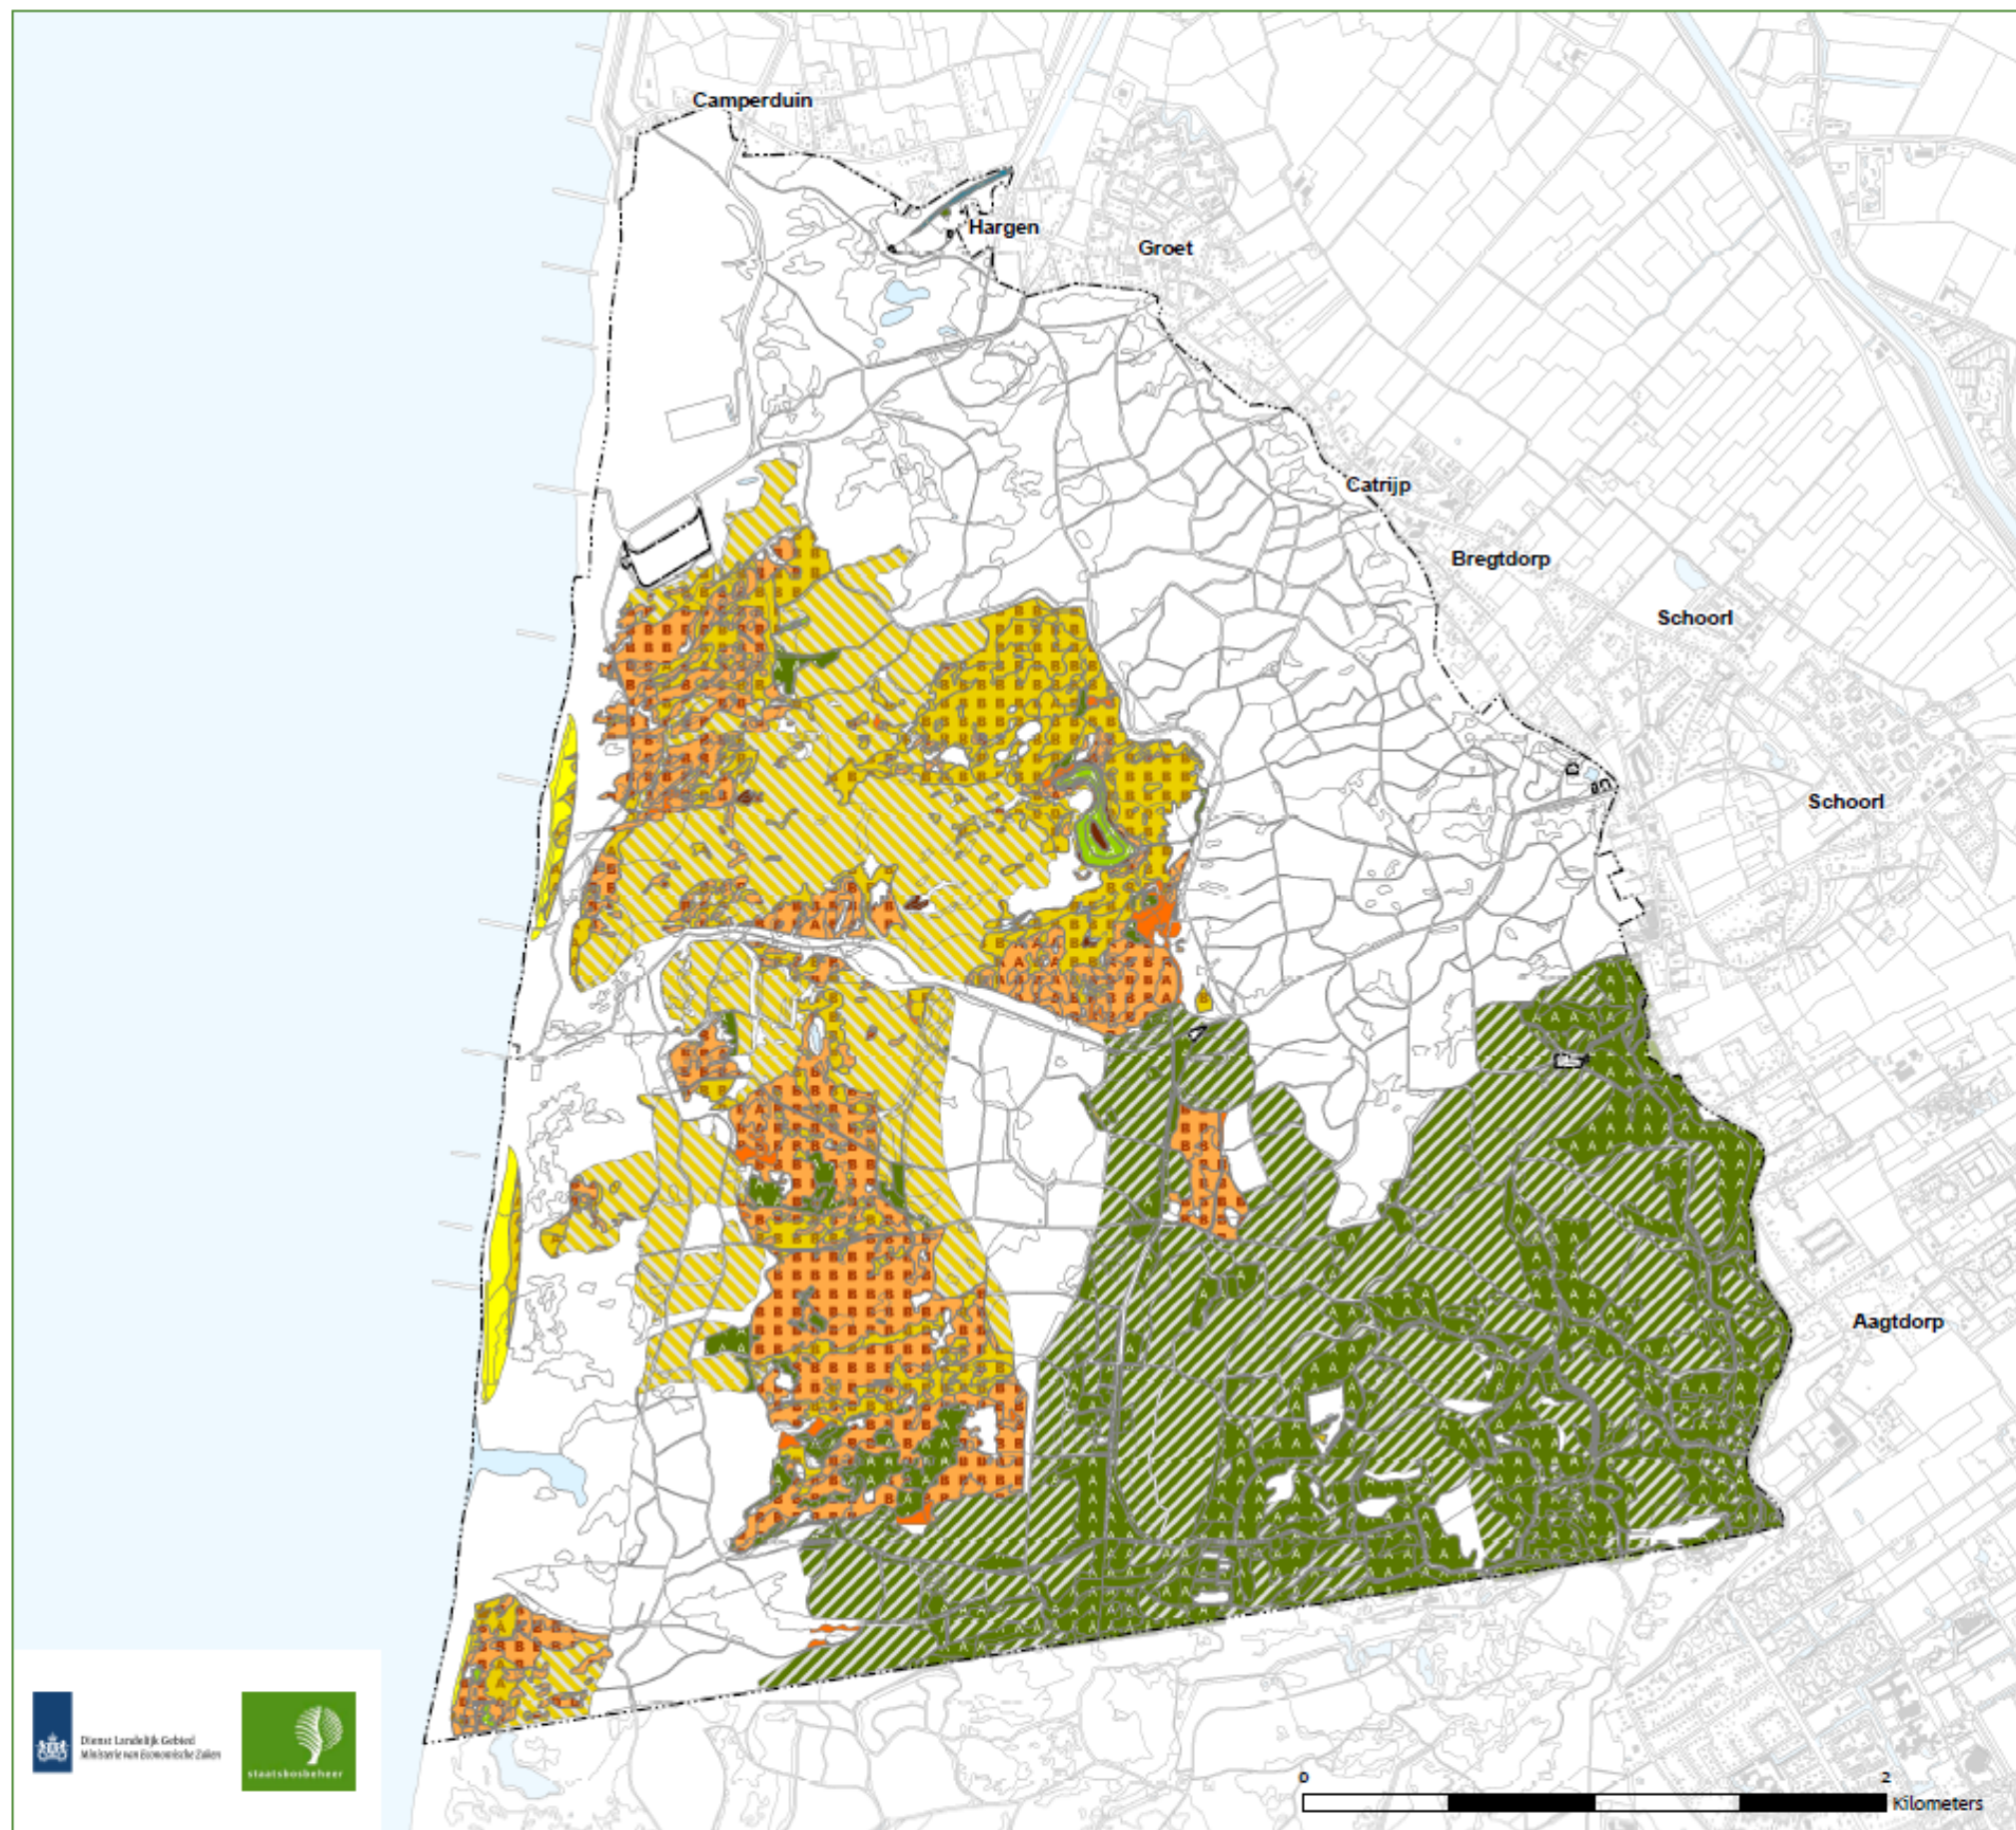 Camperduin
Hargen
Groet
Catrijp
Bregtdorp
Schoorl
Schoorl
Aagtdorp
Dienst Landelijk Gebied
Ministerie van Economische Zaken
staatsbosbeheer
0 2
Kilometers